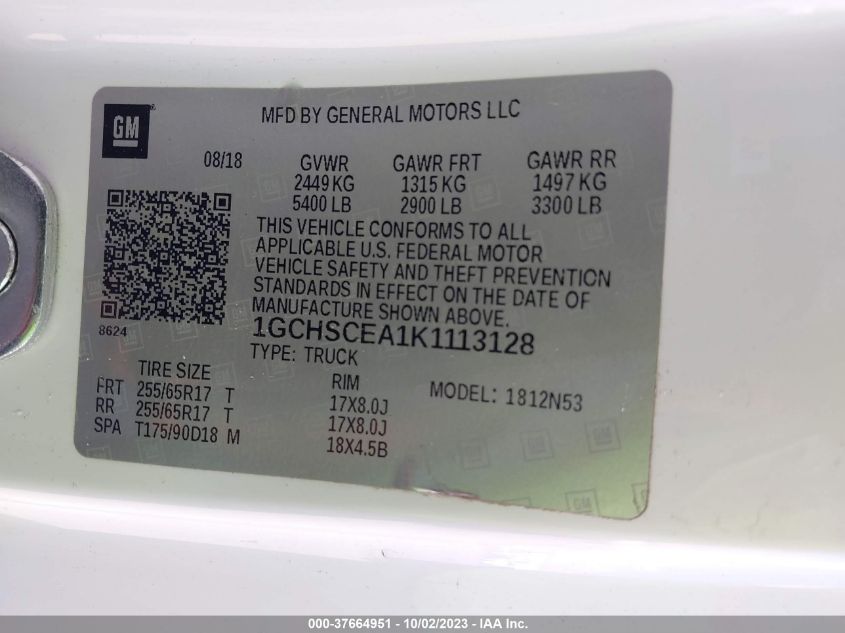 GM
MFD BY GENERAL MOTORS LLC
08/18 GVWR GAWR FRT GAWR RR
2449 KG 1315 KG 1497 KG
5400 LB 2900 LB 3300 LB
THIS VEHICLE CONFORMS TO ALL
APPLICABLE U.S. FEDERAL MOTOR
VEHICLE SAFETY AND THEFT PREVENTION
STANDARDS IN EFFECT ON THE DATE OF
MANUFACTURE SHOWN ABOVE.
8624
1GCHSCEA1K1113128
TYPE: TRUCK
TIRE SIZE RIM MODEL: 1812N53
FRT 255/65R17 T 17X8.0J
RR 255/65R17 T 17X8.0J
SPA T175/90D18 M 18X4.5B
GM
000-37664951 / 10/02/2023 - IAA Inc.